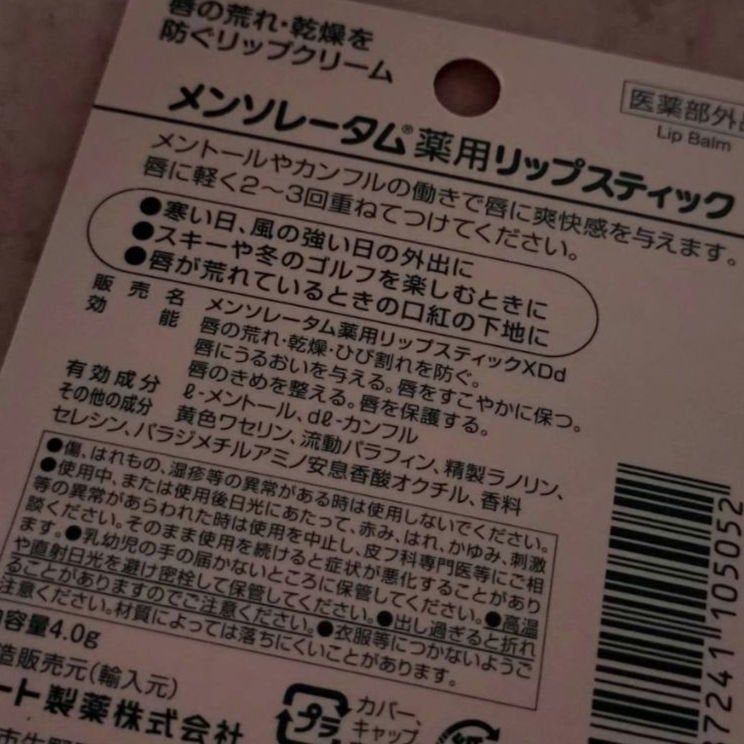 唇の荒れ・乾燥を
防ぐリップクリーム
医薬部外
Lip Balm
メンソレータム®薬用リップスティック
メントールやカンフルの働きで唇に爽快感を与えます。
唇に軽く2〜3回重ねてつけてください。
●寒い日、風の強い日の外出に
●スキーや冬のゴルフを楽しむときに
●唇が荒れているときの口紅の下地に
販売名 メンソレータム薬用リップスティックXDd
効能 唇の荒れ・乾燥・ひび割れを防ぐ。
唇にうるおいを与える。唇をすこやかに保つ。
唇のきめを整える。唇を保護する。
有効成分 ℓ-メントール、dℓ-カンフル
その他の成分 黄色ワセリン、流動パラフィン、精製ラノリン、
セレシン、パラジメチルアミノ安息香酸オクチル、香料
●傷、はれもの、湿疹等の異常がある時は使用しないでください。
●使用中、または使用後日光にあたって、赤み、はれ、かゆみ、刺激
等の異常があらわれた時は使用を中止し、皮フ科専門医等にご相
談ください。そのまま使用を続けると症状が悪化することがあり
ます。●乳幼児の手の届かないところに保管してください。●高温
や直射日光を避け密栓して保管してください。●出し過ぎると折れ
ることがありますのでご注意ください。●衣服等につかないようご
注意ください。材質によっては落ちにくいことがあります。
容量4.0g
造販売元(輸入元)
ート製薬株式会社
プラ
カバー、
キャップ
紙
市生野
7241 105052